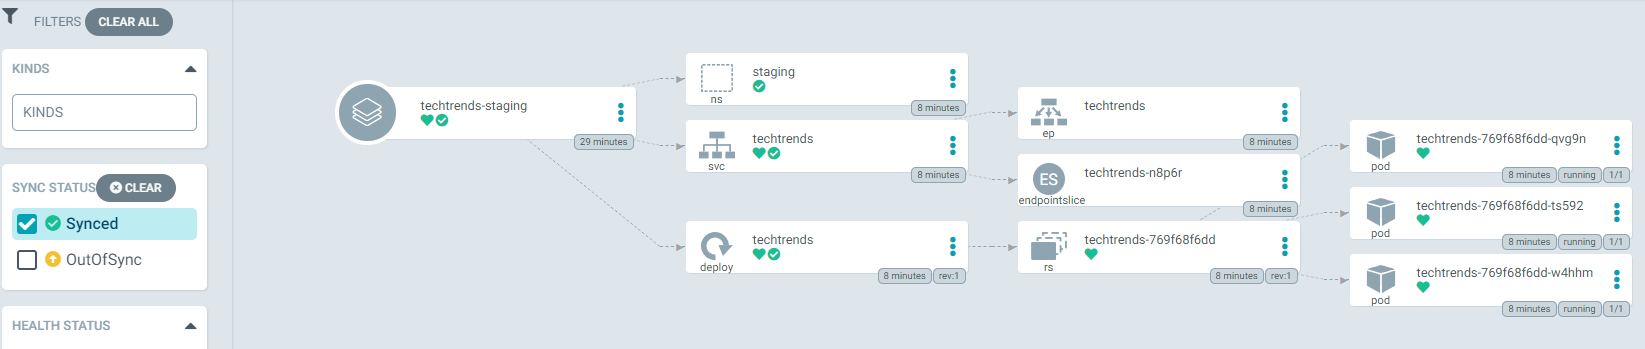 FILTERS CLEAR ALL
KINDS
KINDS
SYNC STATUS CLEAR
Synced
OutOfSync
HEALTH STATUS
techtrends-staging
29 minutes
staging
ns
8 minutes
techtrends
svc
8 minutes
techtrends
deploy
8 minutes rev:1
techtrends
ep
8 minutes
ES
techtrends-n8p6r
endpointslice
8 minutes
techtrends-769f68f6dd
rs
8 minutes rev:1
techtrends-769f68f6dd-qvg9n
pod
8 minutes running 1/1
techtrends-769f68f6dd-ts592
pod
8 minutes running 1/1
techtrends-769f68f6dd-w4hhm
pod
8 minutes running 1/1